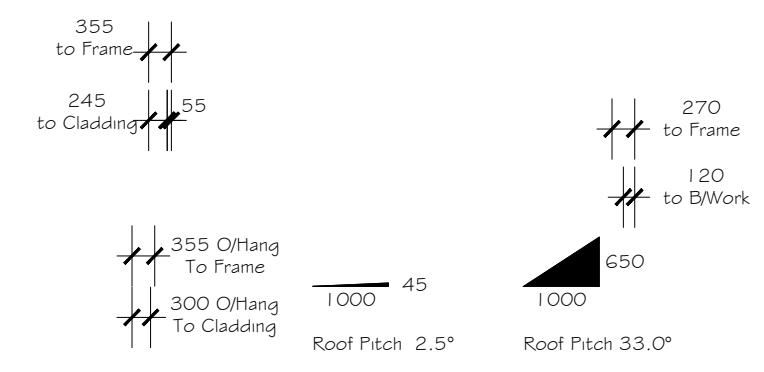 355
to Frame
245
to Cladding
55
270
to Frame
120
to B/Work
355 O/Hang
To Frame
300 O/Hang
To Cladding
45
1000
Roof Pitch 2.5°
650
1000
Roof Pitch 33.0°